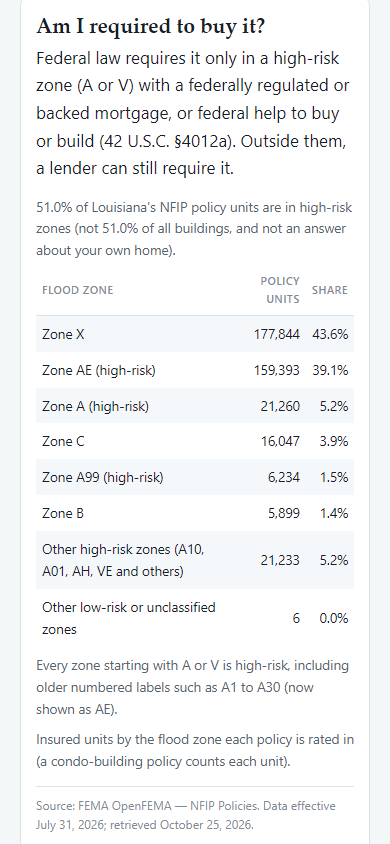 Am I required to buy it?
Federal law requires it only in a high-risk
zone (A or V) with a federally regulated or
backed mortgage, or federal help to buy
or build (42 U.S.C. §4012a). Outside them,
a lender can still require it.
51.0% of Louisiana's NFIP policy units are in high-risk
zones (not 51.0% of all buildings, and not an answer
about your own home).
FLOOD ZONE POLICY UNITS SHARE
Zone X 177,844 43.6%
Zone AE (high-risk) 159,393 39.1%
Zone A (high-risk) 21,260 5.2%
Zone C 16,047 3.9%
Zone A99 (high-risk) 6,234 1.5%
Zone B 5,899 1.4%
Other high-risk zones (A10,
A01, AH, VE and others) 21,233 5.2%
Other low-risk or unclassified
zones 6 0.0%
Every zone starting with A or V is high-risk, including
older numbered labels such as A1 to A30 (now
shown as AE).
Insured units by the flood zone each policy is rated in
(a condo-building policy counts each unit).
Source: FEMA OpenFEMA — NFIP Policies. Data effective
July 31, 2026; retrieved October 25, 2026.